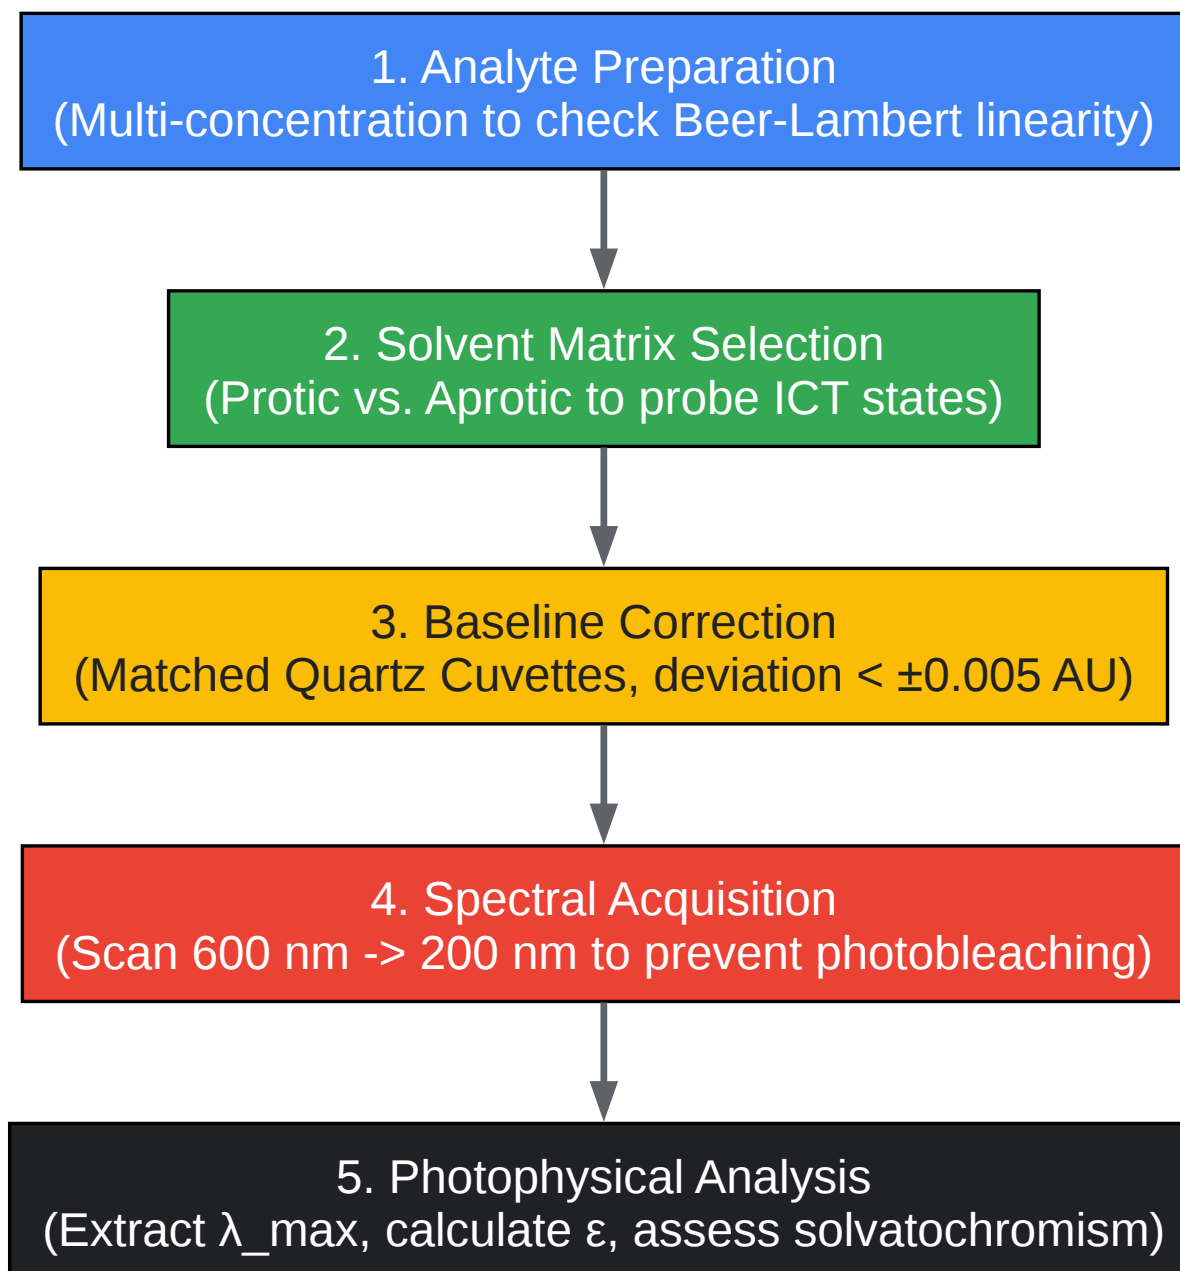 1. Analyte Preparation
(Multi-concentration to check Beer-Lambert linearity)
2. Solvent Matrix Selection
(Protic vs. Aprotic to probe ICT states)
3. Baseline Correction
(Matched Quartz Cuvettes, deviation < ±0.005 AU)
4. Spectral Acquisition
(Scan 600 nm -> 200 nm to prevent photobleaching)
5. Photophysical Analysis
(Extract λ_max, calculate ε, assess solvatochromism)